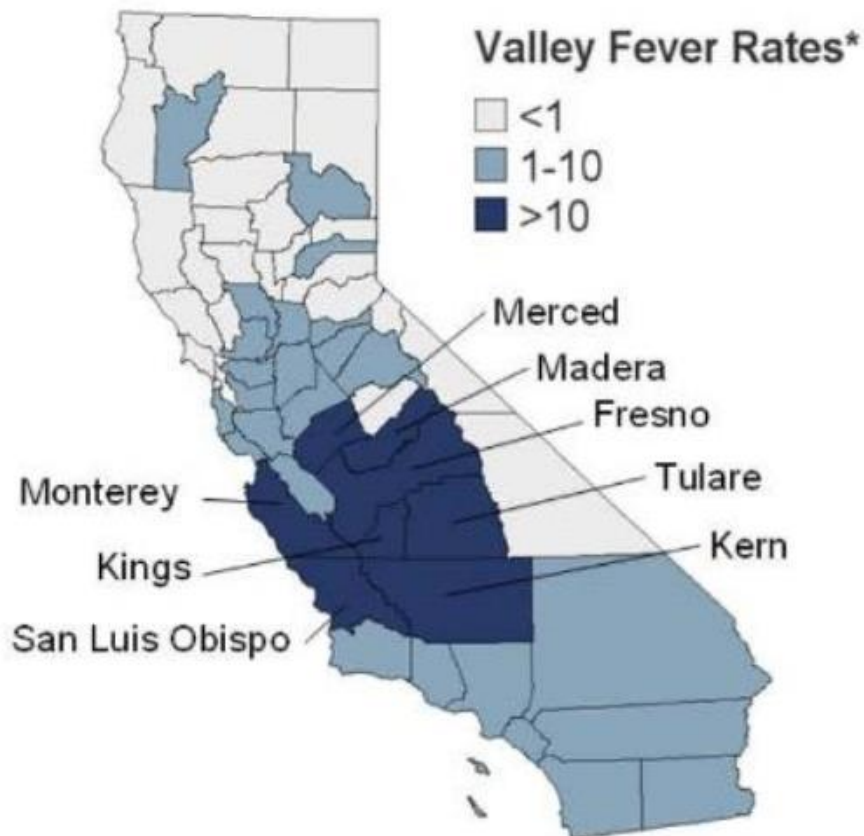 Valley Fever Rates*
<1
1-10
>10
Merced
Madera
Fresno
Tulare
Kern
Monterey
Kings
San Luis Obispo